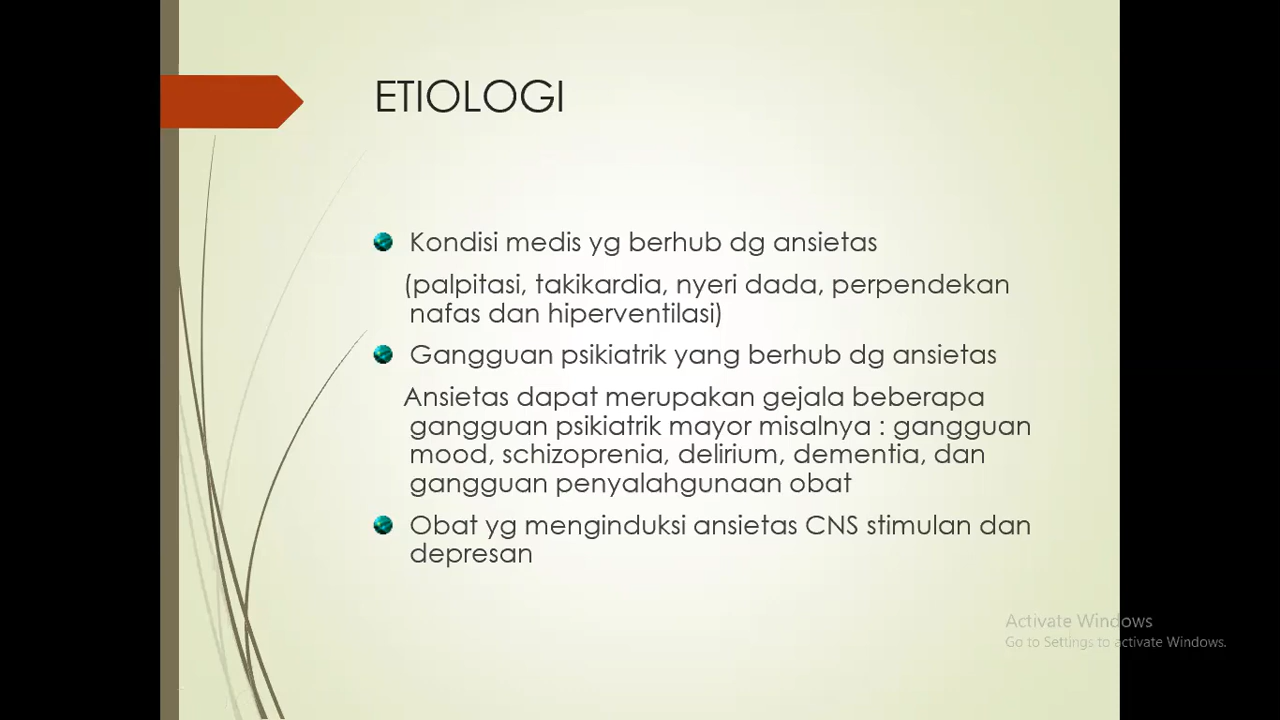 ETIOLOGI
Kondisi medis yg berhub dg ansietas
(palpitasi, takikardia, nyeri dada, perpendekan
nafas dan hiperventilasi)
Gangguan psikiatrik yang berhub dg ansietas
Ansietas dapat merupakan gejala beberapa
gangguan psikiatrik mayor misalnya : gangguan
mood, schizoprenia, delirium, dementia, dan
gangguan penyalahgunaan obat
Obat yg menginduksi ansietas CNS stimulan dan
depresan
Activate Windows
Go to Settings to activate Windows.